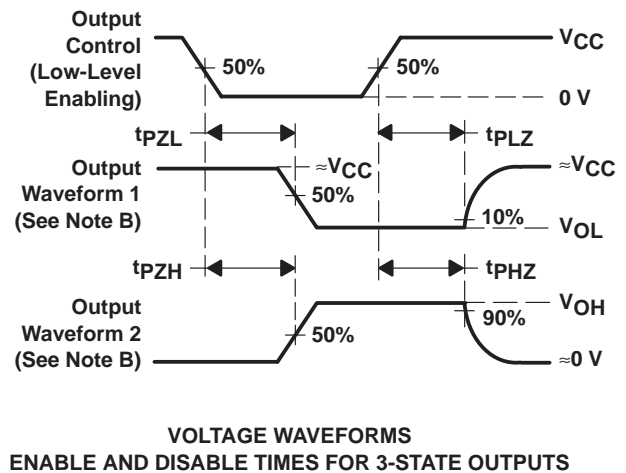 Output
Control
(Low-Level
Enabling)
50%
50%
VCC
0 V
tPZL
tPLZ
Output
Waveform 1
(See Note B)
≈VCC
50%
≈VCC
10%
VOL
tPZH
tPHZ
Output
Waveform 2
(See Note B)
50%
VOH
90%
≈0 V
VOLTAGE WAVEFORMS
ENABLE AND DISABLE TIMES FOR 3-STATE OUTPUTS